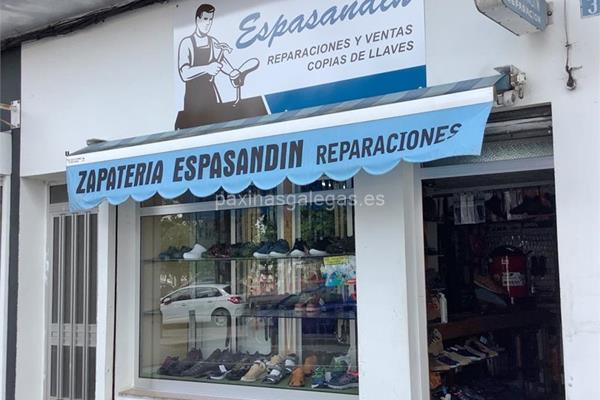 Espasandin
REPARACIONES Y VENTAS
COPIAS DE LLAVES
ZAPATERIA ESPASANDIN REPARACIONES
paxinasgalegas.es